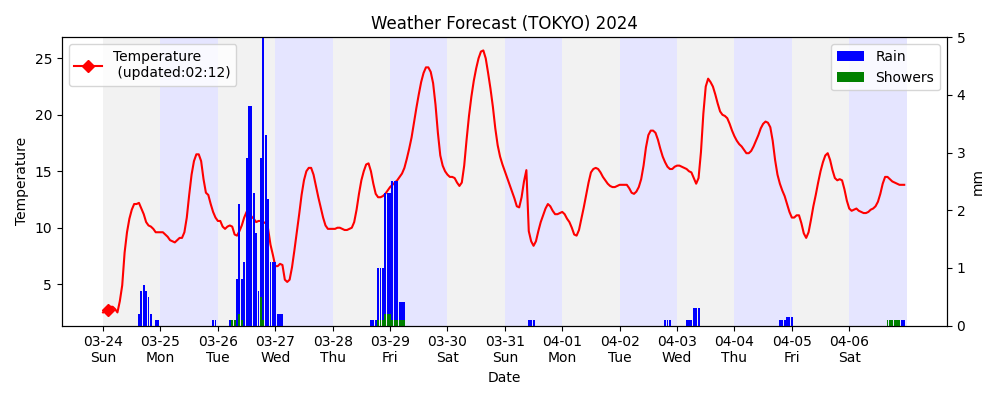 Weather Forecast (TOKYO) 2024
Temperature
(updated:02:12)
Rain
Showers
Temperature
25
20
15
10
5
5
4
3
2
1
0
mm
03-24 03-25 03-26 03-27 03-28 03-29 03-30 03-31 04-01 04-02 04-03 04-04 04-05 04-06
Sun Mon Tue Wed Thu Fri Sat Sun Mon Tue Wed Thu Fri Sat
Date